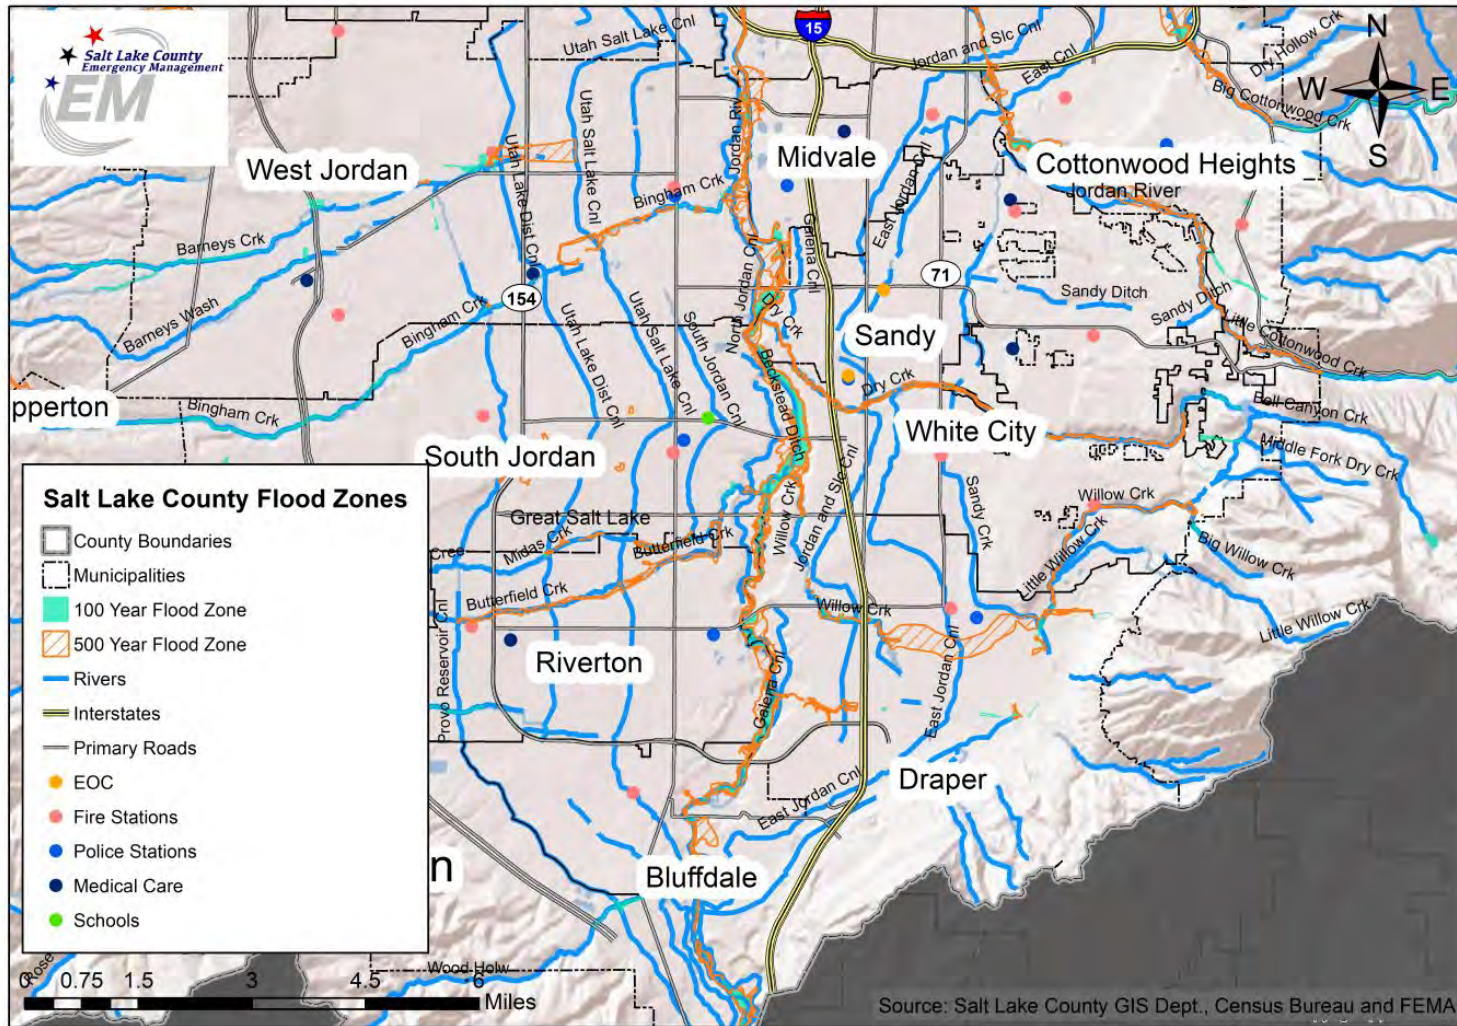 Salt Lake County
Emergency Management
EM
15
N
W E
S
Utah Salt Lake Cnl
Jordan and Slc Cnl
East Cnl
Dry Hollow Crk
Big Cottonwood Crk
Utah Salt Lake Cnl
Jordan Riv
Midvale
Cottonwood Heights
West Jordan
Utah Lake Dist Cnl
Bingham Crk
East Jordan Cnl
Jordan River
Barneys Crk
Galena Cnl
North Jordan Cnl
71
154
Sandy Ditch
Sandy Ditch
Barneys Wash
Bingham Crk
Dry Crk
Little Cottonwood Crk
Utah Lake Dist Cnl
Utah Salt Lake Cnl
South Jordan Cnl
Sandy
Beckstead Ditch
Dry Crk
pperton
Bingham Crk
Bell Canyon Crk
White City
Middle Fork Dry Crk
South Jordan
Willow Crk
Jordan and Slc Cnl
Sandy Crk
Willow Crk
Great Salt Lake
Midas Crk
Butterfield Crk
Cree
Little Willow Crk
Big Willow Crk
Butterfield Crk
Willow Crk
Little Willow Crk
Provo Reservoir Cnl
Riverton
Galena Cnl
East Jordan Cnl
Draper
East Jordan Cnl
n
Bluffdale
Wood Holw
Rose
Salt Lake County Flood Zones
County Boundaries
Municipalities
100 Year Flood Zone
500 Year Flood Zone
Rivers
Interstates
Primary Roads
EOC
Fire Stations
Police Stations
Medical Care
Schools
0 0.75 1.5 3 4.5 6
Miles
Source: Salt Lake County GIS Dept., Census Bureau and FEMA